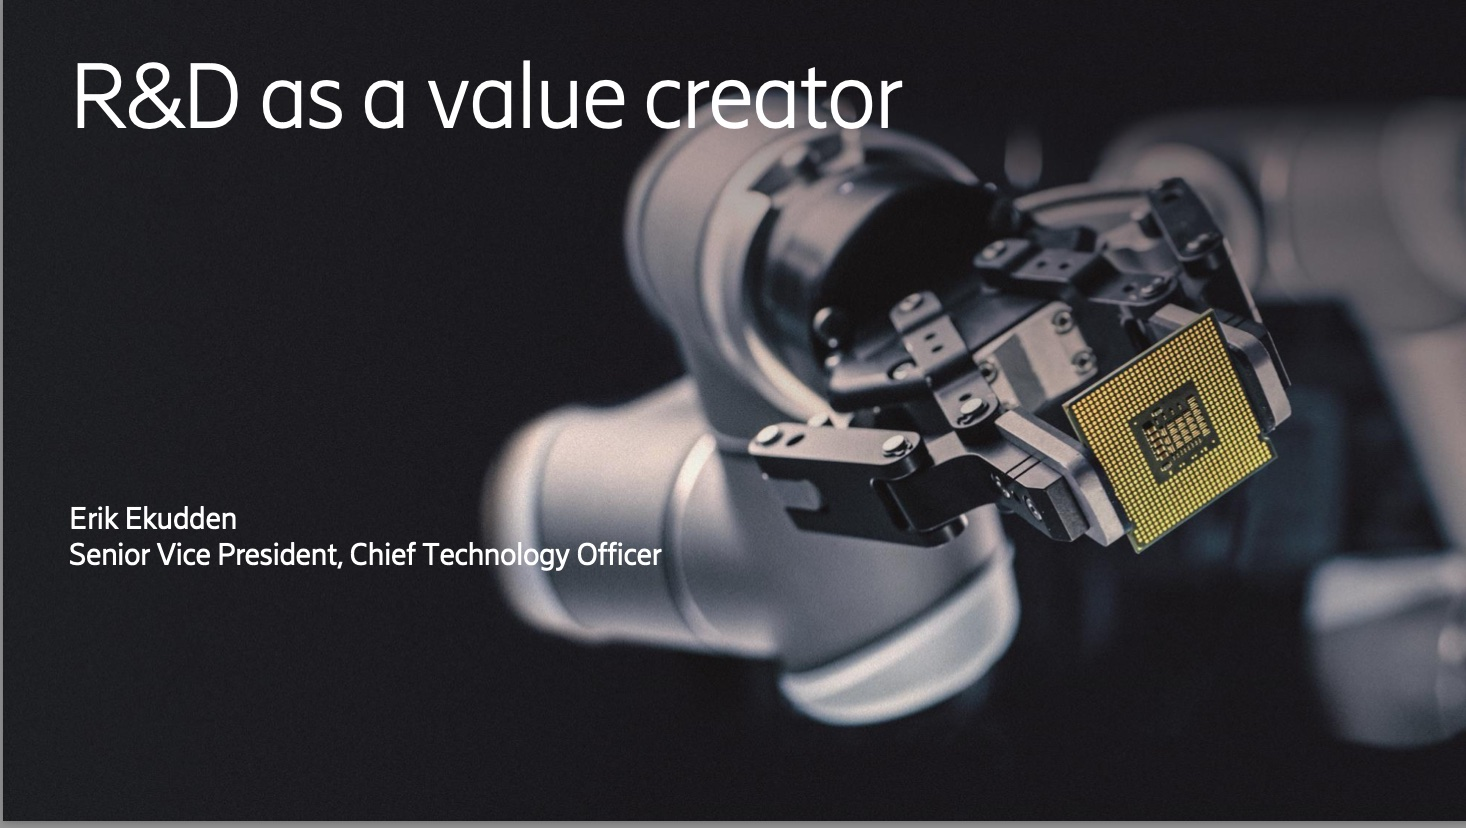 R&D as a value creator
Erik Ekudden
Senior Vice President, Chief Technology Officer